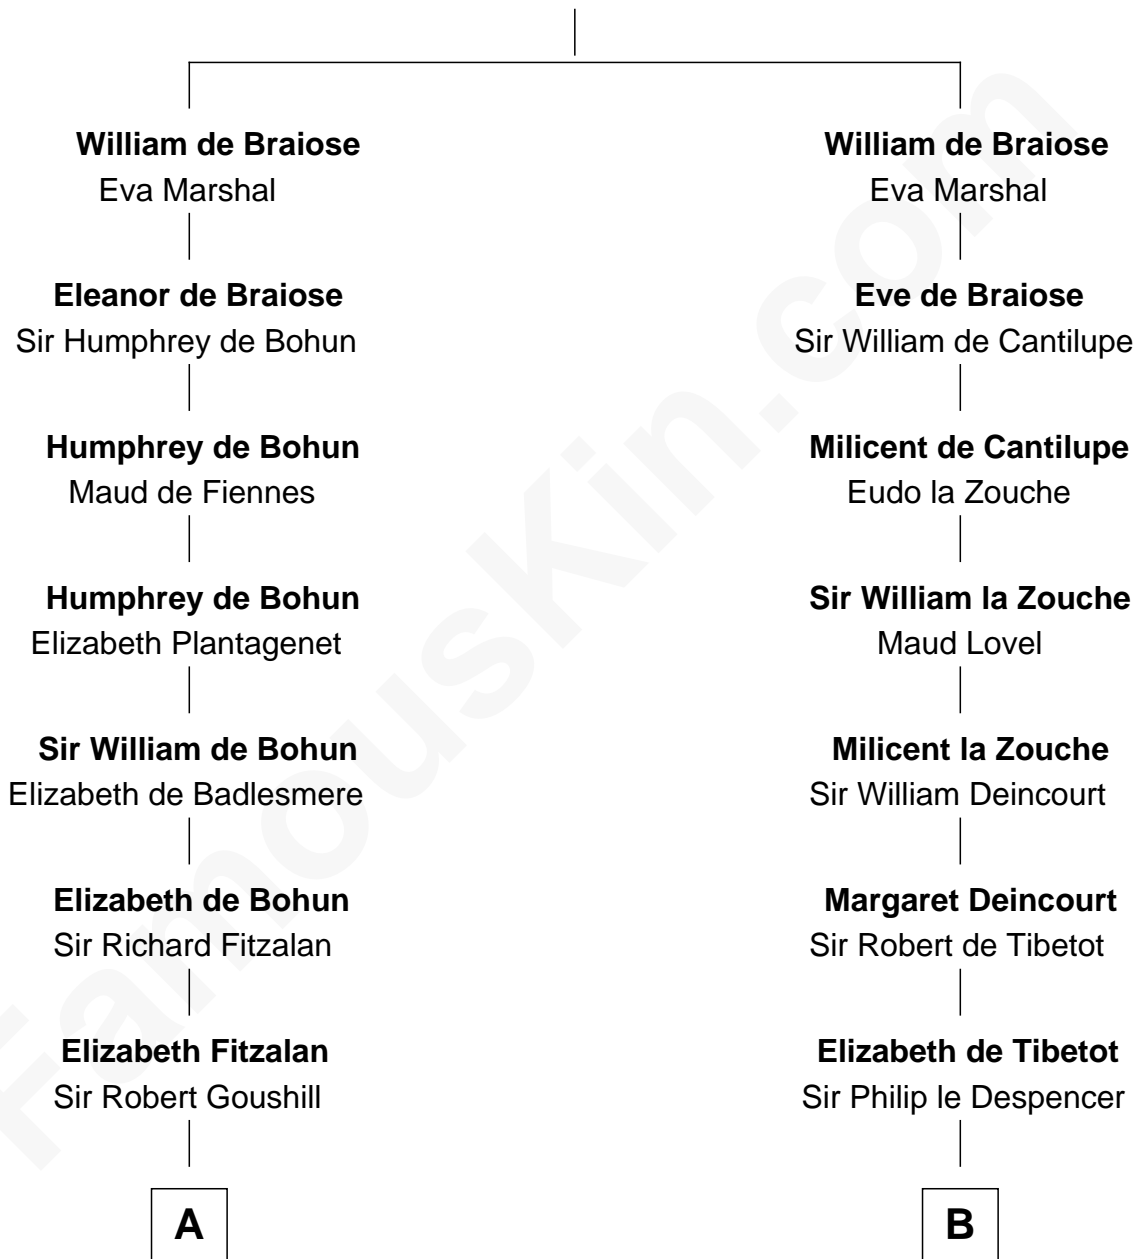 William de Braiose
Eva Marshal
Eleanor de Braiose
Sir Humphrey de Bohun
Humphrey de Bohun
Maud de Fiennes
Humphrey de Bohun
Elizabeth Plantagenet
Sir William de Bohun
Elizabeth de Badlesmere
Elizabeth de Bohun
Sir Richard Fitzalan
Elizabeth Fitzalan
Sir Robert Goushill
A
William de Braiose
Eva Marshal
Eve de Braiose
Sir William de Cantilupe
Milicent de Cantilupe
Eudo la Zouche
Sir William la Zouche
Maud Lovel
Milicent la Zouche
Sir William Deincourt
Margaret Deincourt
Sir Robert de Tibetot
Elizabeth de Tibetot
Sir Philip le Despencer
B
FamousKin.com